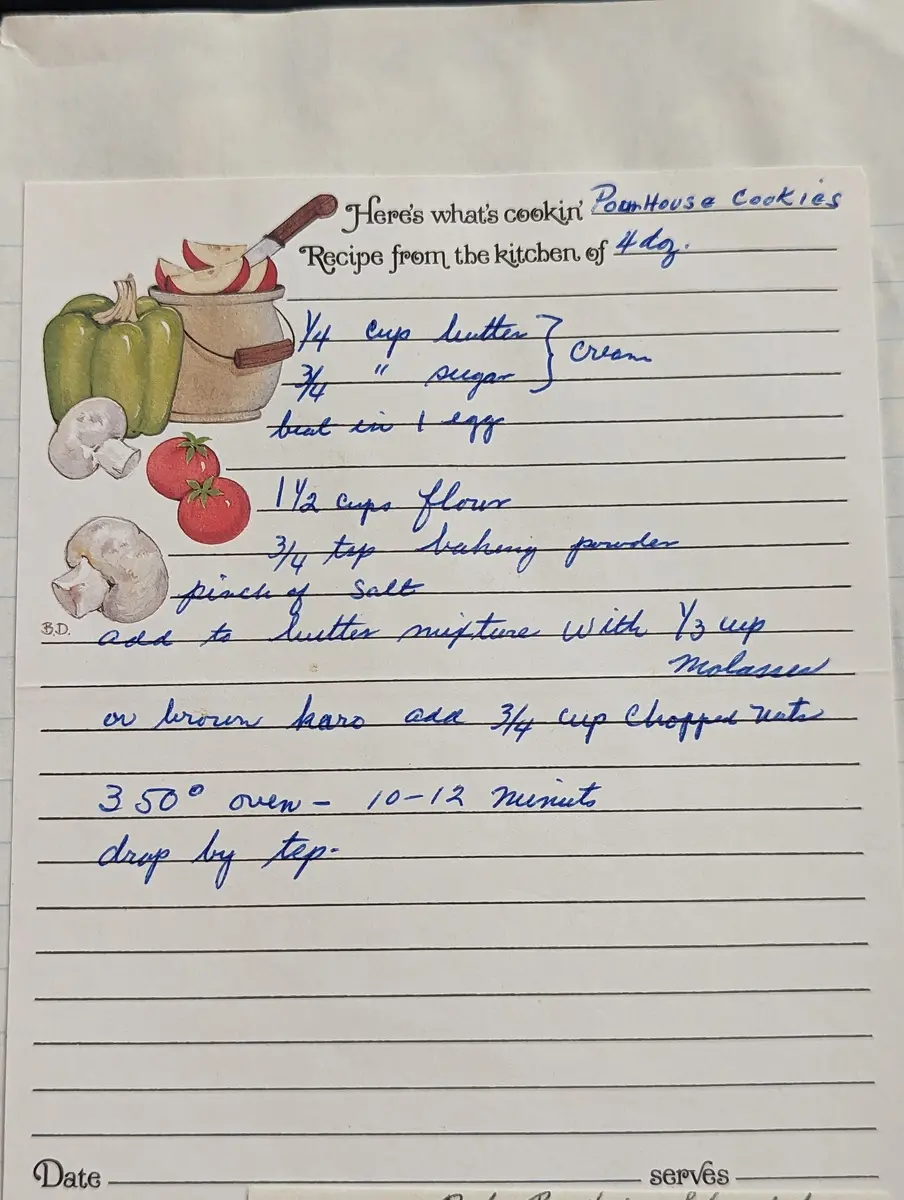 Here's what's cookin' PoorHouse Cookies
Recipe from the kitchen of 4 doz.
1/4 cup butter } cream
3/4 " sugar
beat in 1 egg
1 1/2 cups flour
3/4 tsp baking powder
pinch of salt
B.D.
add to butter mixture with 1/3 cup
Molasses
or brown karo add 3/4 cup Chopped nuts
350° oven - 10-12 minuts
drop by tsp.
Date
serves